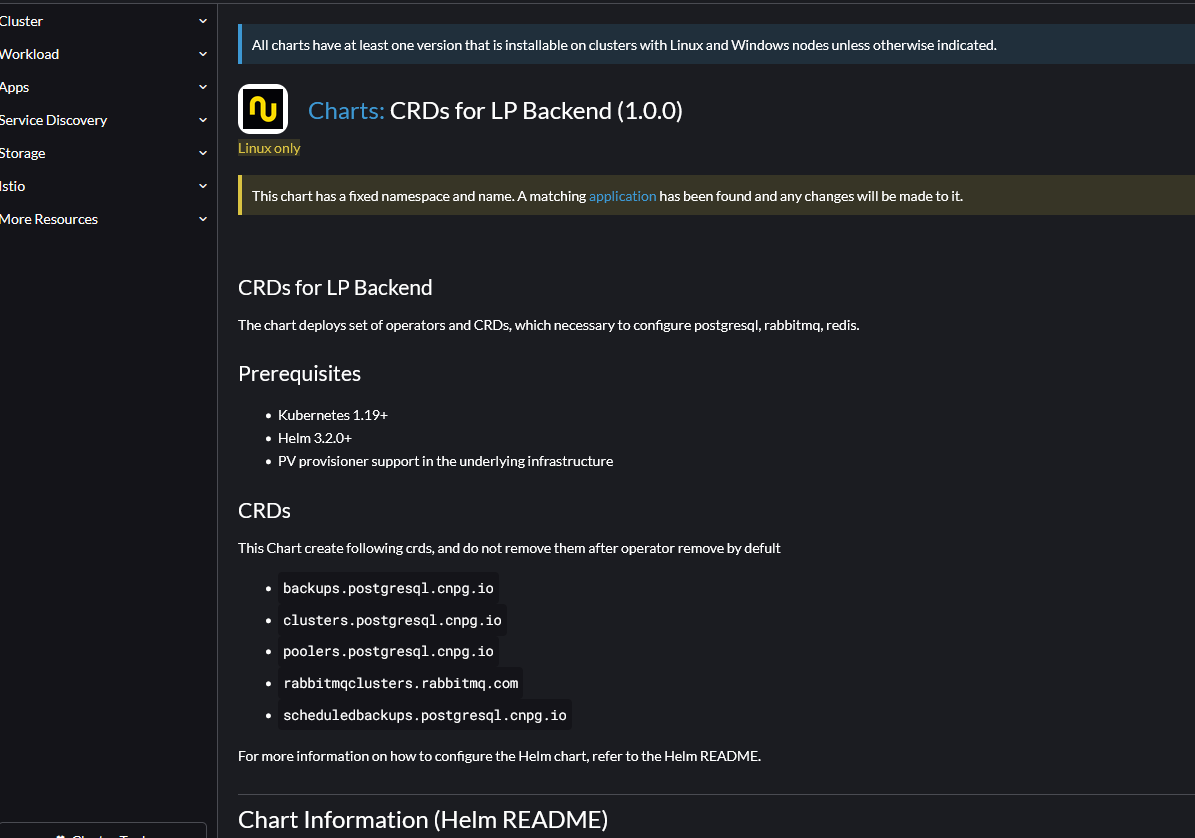 Cluster
Workload
Apps
Service Discovery
Storage
Istio
More Resources
All charts have at least one version that is installable on clusters with Linux and Windows nodes unless otherwise indicated.
Charts: CRDs for LP Backend (1.0.0)
Linux only
This chart has a fixed namespace and name. A matching application has been found and any changes will be made to it.
CRDs for LP Backend
The chart deploys set of operators and CRDs, which necessary to configure postgresql, rabbitmq, redis.
Prerequisites
Kubernetes 1.19+
Helm 3.2.0+
PV provisioner support in the underlying infrastructure
CRDs
This Chart create following crds, and do not remove them after operator remove by defult
backups.postgresql.cnpg.io
clusters.postgresql.cnpg.io
poolers.postgresql.cnpg.io
rabbitmqclusters.rabbitmq.com
scheduledbackups.postgresql.cnpg.io
For more information on how to configure the Helm chart, refer to the Helm README.
Chart Information (Helm README)